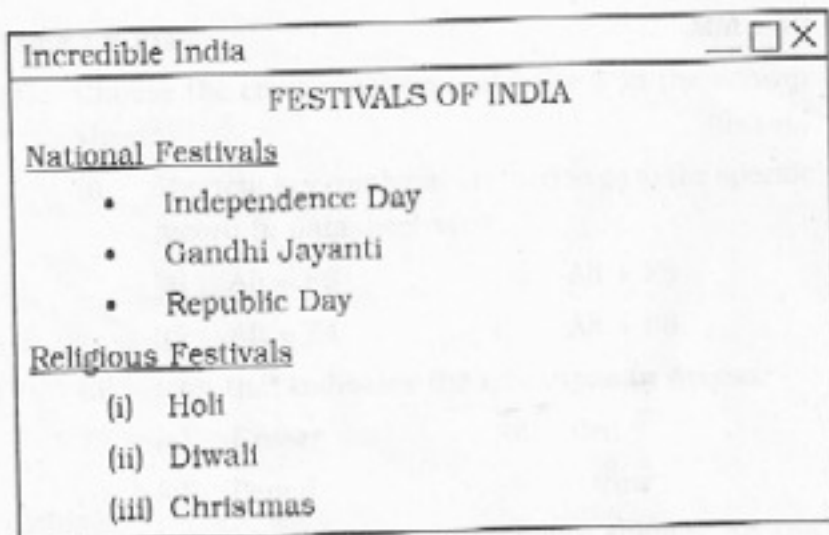 Incredible India
FESTIVALS OF INDIA
National Festivals
• Independence Day
• Gandhi Jayanti
• Republic Day
Religious Festivals
(i) Holi
(ii) Diwali
(iii) Christmas